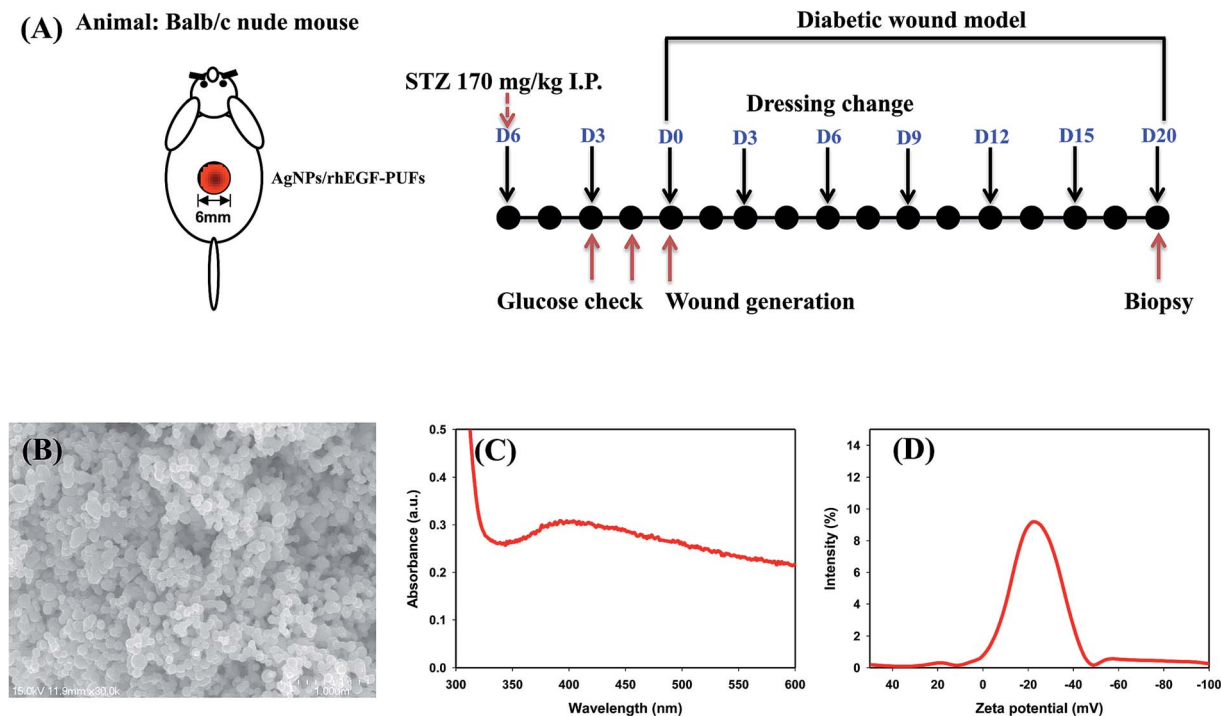 (A) Animal: Balb/c nude mouse
Diabetic wound model
STZ 170 mg/kg I.P.
Dressing change
D6 D3 D0 D3 D6 D9 D12 D15 D20
AgNPs/rhEGF-PUFs
6mm
Glucose check Wound generation Biopsy
(B)
15.0kV 11.9mm x30.0k 1.00um
(C)
Absorbance (a.u.)
0.5
0.4
0.3
0.2
0.1
0.0
300 350 400 450 500 550 600
Wavelength (nm)
(D)
Intensity (%)
14
12
10
8
6
4
2
0
40 20 0 -20 -40 -60 -80 -100
Zeta potential (mV)